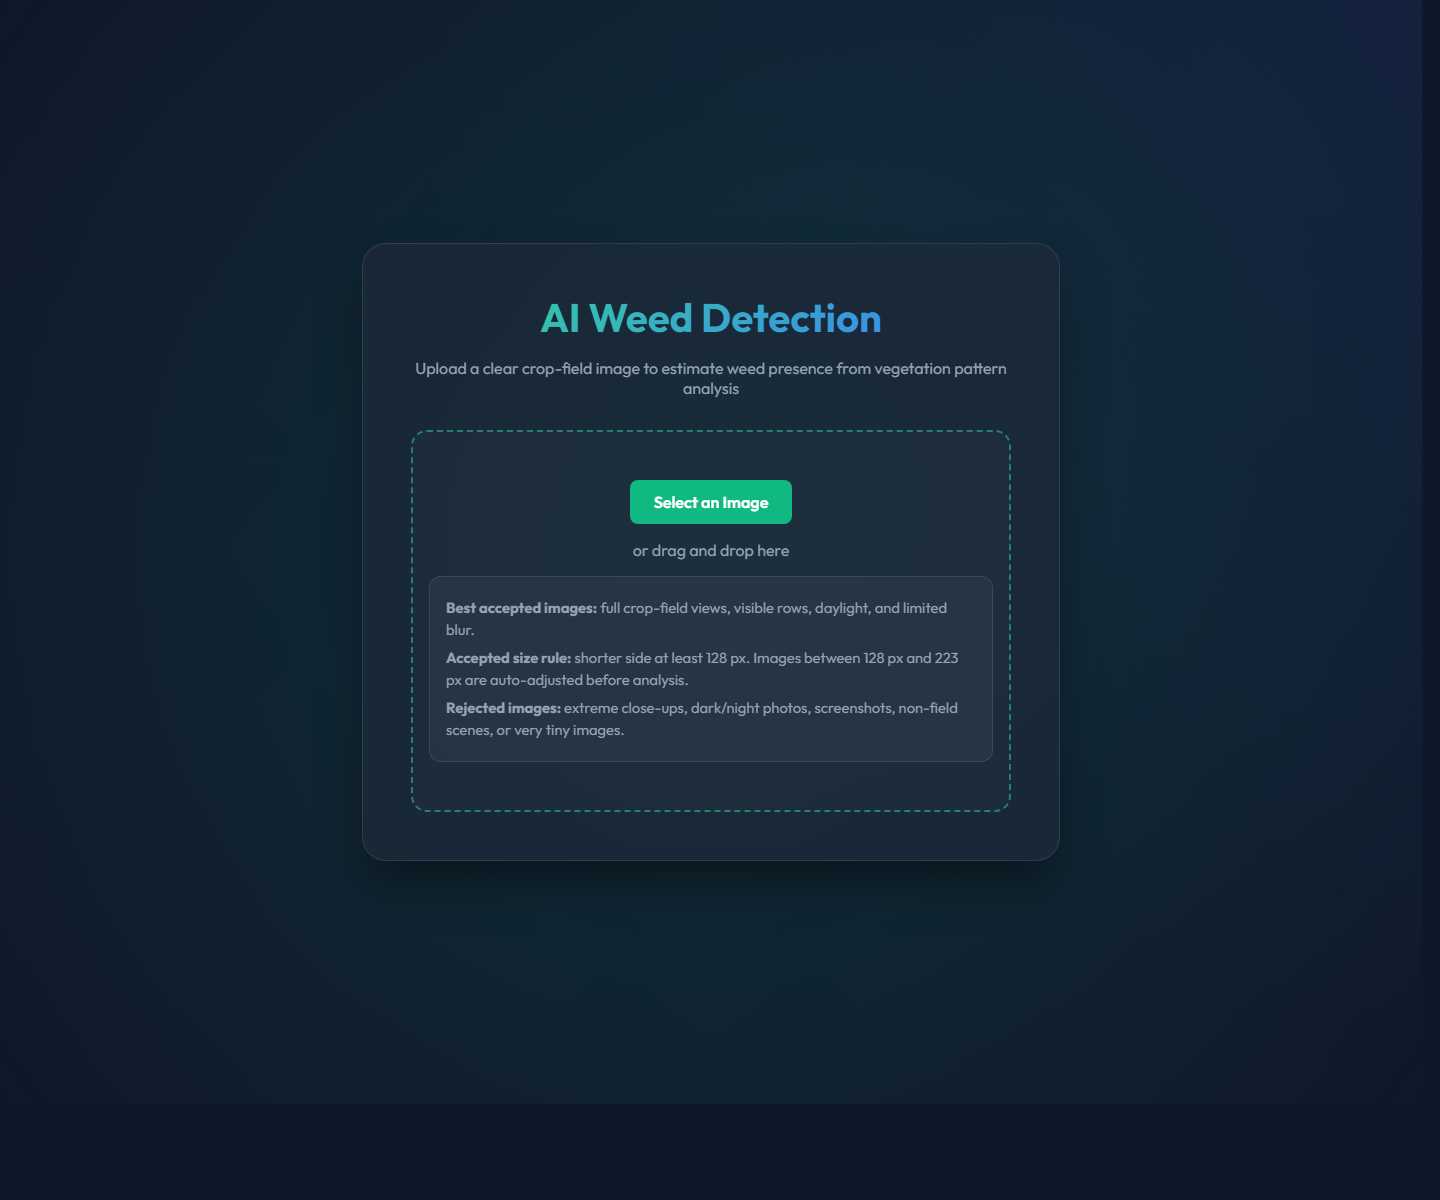 AI Weed Detection
Upload a clear crop-field image to estimate weed presence from vegetation pattern
analysis
Select an Image
or drag and drop here
Best accepted images: full crop-field views, visible rows, daylight, and limited
blur.
Accepted size rule: shorter side at least 128 px. Images between 128 px and 223
px are auto-adjusted before analysis.
Rejected images: extreme close-ups, dark/night photos, screenshots, non-field
scenes, or very tiny images.